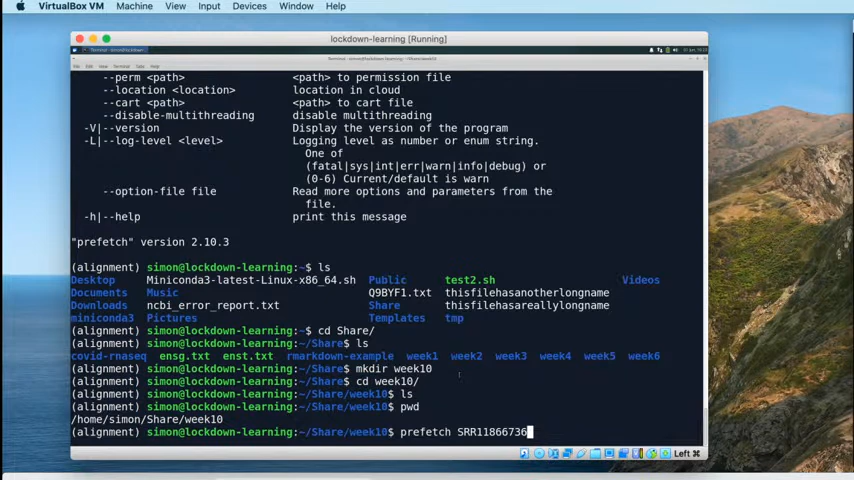 VirtualBox VM Machine View Input Devices Window Help
lockdown-learning [Running]
--perm <path> <path> to permission file
--location <location> location in cloud
--cart <path> <path> to cart file
--disable-multithreading disable multithreading
-V|--version Display the version of the program
-L|--log-level <level> Logging level as number or enum string.
One of
(fatal|sys|int|err|warn|info|debug) or
(0-6) Current/default is warn
--option-file file Read more options and parameters from the
file.
-h|--help print this message
"prefetch" version 2.10.3
(alignment) simon@lockdown-learning:~$ ls
Desktop Miniconda3-latest-Linux-x86_64.sh Public test2.sh Videos
Documents Music Q9BYF1.txt thisfilehasanotherlongname
Downloads ncbi_error_report.txt Share thisfilehasareallylongname
miniconda3 Pictures Templates tmp
(alignment) simon@lockdown-learning:~$ cd Share/
(alignment) simon@lockdown-learning:~/Share$ ls
covid-rnaseq ensg.txt enst.txt rmarkdown-example week1 week2 week3 week4 week5 week6
(alignment) simon@lockdown-learning:~/Share$ mkdir week10
(alignment) simon@lockdown-learning:~/Share$ cd week10/
(alignment) simon@lockdown-learning:~/Share/week10$ ls
(alignment) simon@lockdown-learning:~/Share/week10$ pwd
/home/simon/Share/week10
(alignment) simon@lockdown-learning:~/Share/week10$ prefetch SRR11866736
Left ⌘